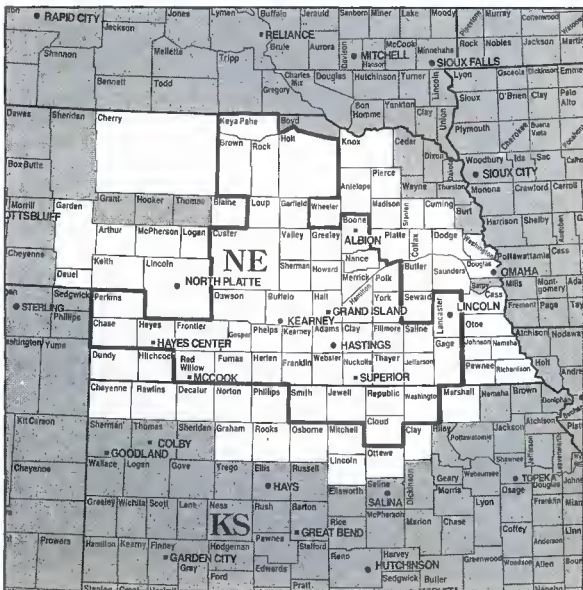 Jones Lyman Buffalo Jerauld Sanborn Miner Lake Moody Murray Cottonwood
RAPID CITY
Jackson RELIANCE Rock Nobles Jackson
Brule Aurora Davison McCook Minnehaha
MITCHELL Hanson
Shannon Mellette Tripp SIOUX FALLS
Charles Mix Douglas Hutchinson Turner Lincoln Lyon Osceola Dickinson
Bennett Todd Gregory
Bon Homme Yankton Clay Union Sioux O'Brien Clay Palo Alto
Dawes Sheridan Cherry Keya Paha Boyd Knox Cedar Plymouth Cherokee Buena Vista
Brown Rock Holt Dixon
Woodbury Ida Sac
Box Butte Pierce SIOUX CITY
Antelope Wayne Thurston Monona Crawford
Grant Hooker Thomas Blaine Loup Garfield Wheeler Madison Stanton Cuming Burt
Morrill Garden Harrison Shelby
OTTSBLUFF Boone
Arthur McPherson Logan Custer Valley Greeley ALBION Platte Colfax Dodge Washington
Cheyenne NE Nance Pottawattamie Cass
Keith Lincoln Sherman Howard Merrick Polk Butler Saunders Douglas OMAHA
Deuel NORTH PLATTE Hamilton Sarpy Mills
Sedgwick Perkins Dawson Buffalo Hall York Seward Cass
STERLING GRAND ISLAND Lancaster LINCOLN Fremont Page
Phillips KEARNEY Otoe
Chase Hayes Frontier Gosper Phelps Kearney Adams Clay Fillmore Saline
Washington Yuma HAYES CENTER HASTINGS Gage Johnson Nemaha Atchison Nodaway
Dundy Hitchcock Red Willow Furnas Harlan Franklin Webster Nuckolls Thayer Jefferson Pawnee Richardson Holt
MCCOOK SUPERIOR
Cheyenne Rawlins Decatur Norton Phillips Smith Jewell Republic Washington Marshall Nemaha Brown Doniphan
Cloud
Kit Carson Sherman Thomas Sheridan Graham Rooks Osborne Mitchell Clay Riley Pottawatomie Jackson Atchison
COLBY
GOODLAND
Cheyenne Wallace Logan Gove Trego Ellis Russell Lincoln Ottawa Dickinson Geary Wabaunsee Shawnee
HAYS Ellsworth Saline Morris TOPEKA
SALINA Osage Douglas
Greeley Wichita Scott Lane Ness Rush Barton Rice McPherson Marion Chase Lyon Franklin
KS
GREAT BEND Coffey
Prowers Hamilton Kearny Finney Hodgeman Pawnee Stafford Reno Harvey Anderson Linn
GARDEN CITY HUTCHINSON
Gray Ford Edwards Pratt Sedgwick Butler Greenwood Woodson Allen